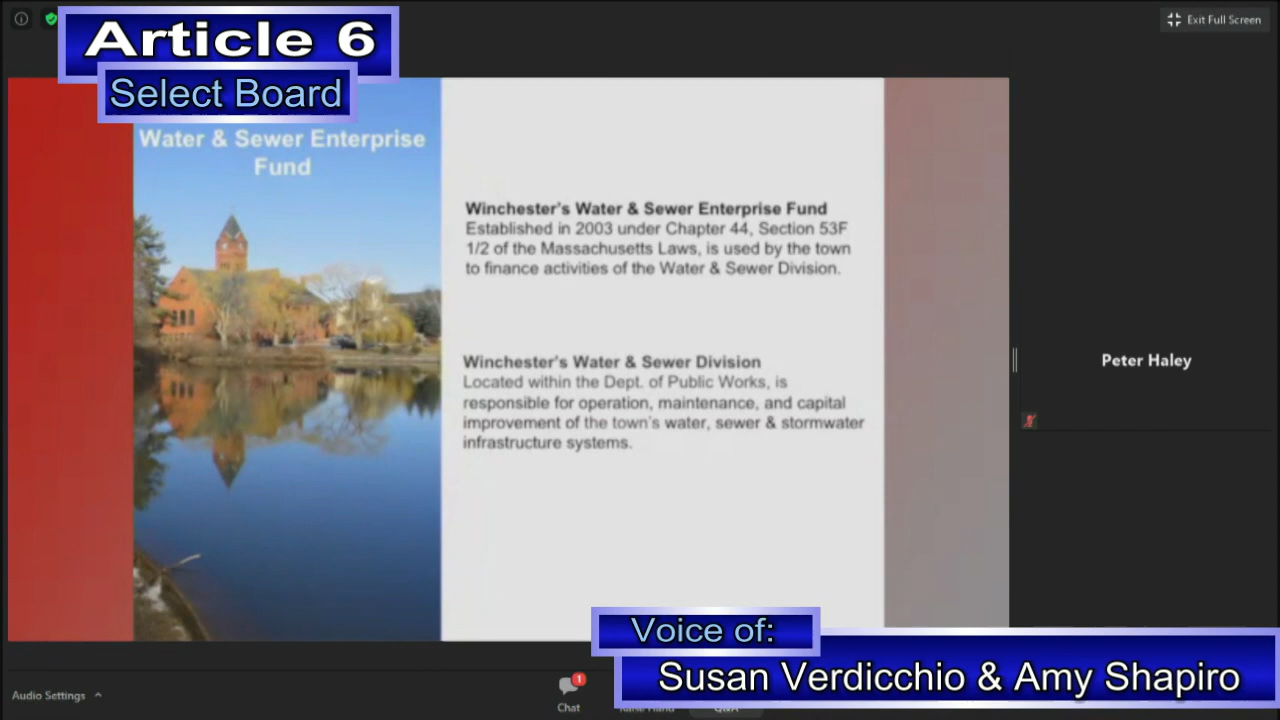 Article 6
Select Board
Exit Full Screen
Water & Sewer Enterprise
Fund
Winchester's Water & Sewer Enterprise Fund
Established in 2003 under Chapter 44, Section 53F
1/2 of the Massachusetts Laws, is used by the town
to finance activities of the Water & Sewer Division.
Winchester's Water & Sewer Division
Located within the Dept. of Public Works, is
responsible for operation, maintenance, and capital
improvement of the town's water, sewer & stormwater
infrastructure systems.
Peter Haley
Voice of:
Susan Verdicchio & Amy Shapiro
Audio Settings
1
Chat